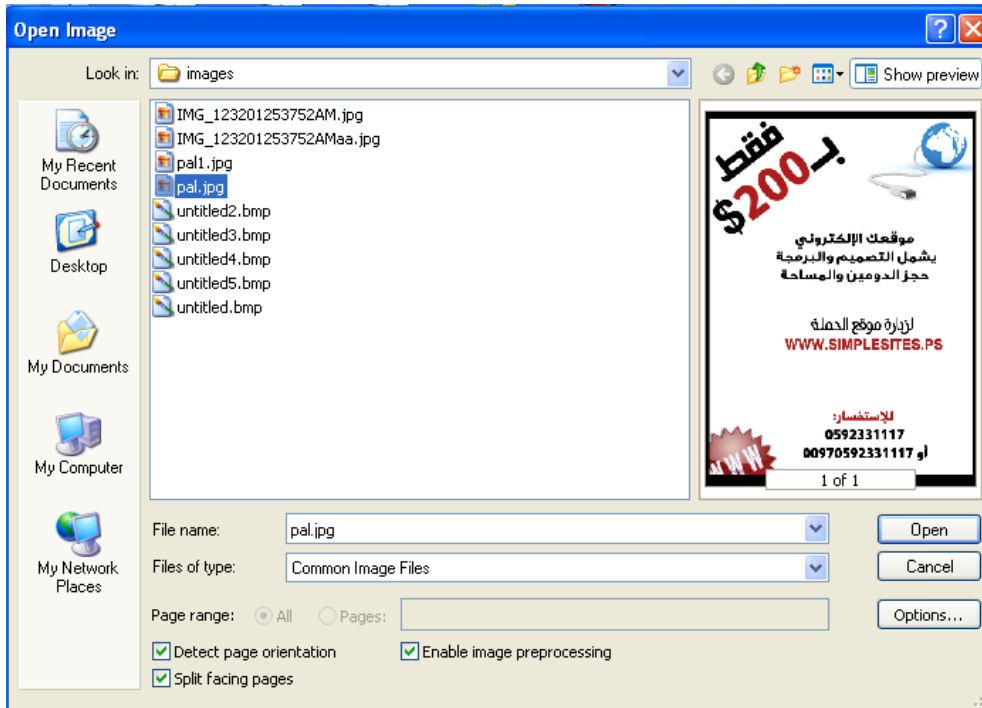 Open Image
Look in:
images
Show preview
My Recent
Documents
Desktop
My Documents
My Computer
My Network
Places
IMG_123201253752AM.jpg
IMG_123201253752AMaa.jpg
pal1.jpg
pal.jpg
untitled2.bmp
untitled3.bmp
untitled4.bmp
untitled5.bmp
untitled.bmp
فقط
بـ 200$
موقعك الإلكتروني
يشمل التصميم والبرمجة
حجز الدومين والمساحة
لزيارة موقع الحملة
WWW.SIMPLESITES.PS
للإستفسار:
0592331117
أو 00970592331117
WWW
1 of 1
File name:
pal.jpg
Open
Files of type:
Common Image Files
Cancel
Page range:
All
Pages:
Options...
Detect page orientation
Enable image preprocessing
Split facing pages